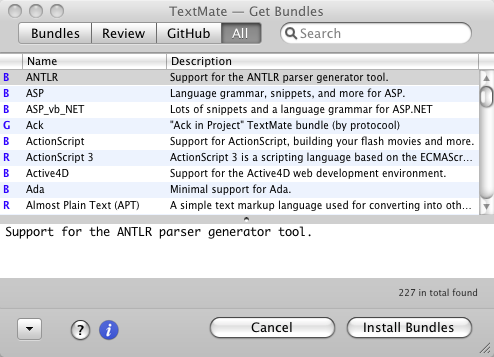 TextMate — Get Bundles
Bundles Review GitHub All Search
Name Description
B ANTLR Support for the ANTLR parser generator tool.
B ASP Language grammar, snippets, and more for ASP.
B ASP_vb_NET Lots of snippets and a language grammar for ASP.NET
G Ack "Ack in Project" TextMate bundle (by protocool)
B ActionScript Support for ActionScript, building your flash movies and more.
R ActionScript 3 ActionScript 3 is a scripting language based on the ECMAScr...
B Active4D Support for the Active4D web development environment.
B Ada Minimal support for Ada.
R Almost Plain Text (APT) A simple text markup language used for converting into oth...
Support for the ANTLR parser generator tool.
227 in total found
? i Cancel Install Bundles